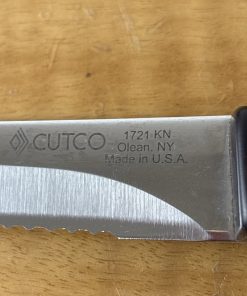 CUTCO
1721 KN
Olean, NY
Made in U.S.A.